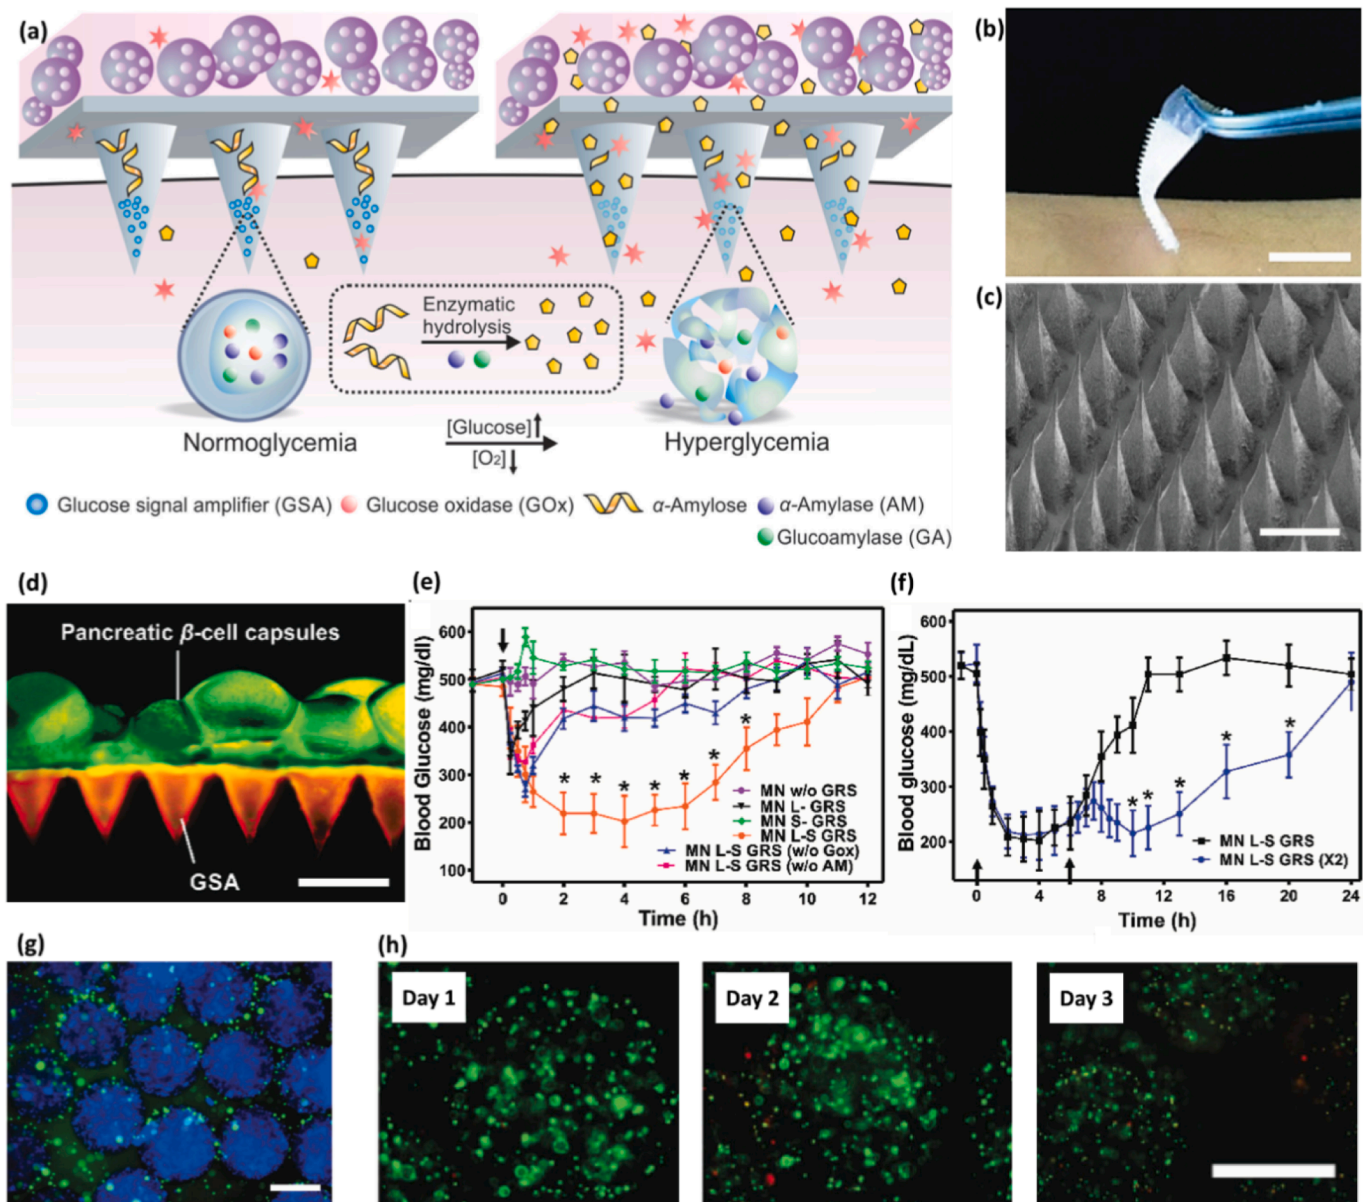 (a)
Enzymatic
hydrolysis
Normoglycemia
[Glucose]↑
[O₂]↓
Hyperglycemia
Glucose signal amplifier (GSA)
Glucose oxidase (GOx)
α-Amylose
α-Amylase (AM)
Glucoamylase (GA)
(b)
(c)
(d)
Pancreatic β-cell capsules
GSA
(e)
Blood Glucose (mg/dl)
600
500
400
300
200
100
*
*
*
*
*
*
*
MN w/o GRS
MN L- GRS
MN S- GRS
MN L-S GRS
MN L-S GRS (w/o Gox)
MN L-S GRS (w/o AM)
0 2 4 6 8 10 12
Time (h)
(f)
Blood glucose (mg/dL)
600
500
400
300
200
*
*
*
*
*
MN L-S GRS
MN L-S GRS (X2)
0 4 8 12 16 20 24
Time (h)
(g)
(h)
Day 1
Day 2
Day 3